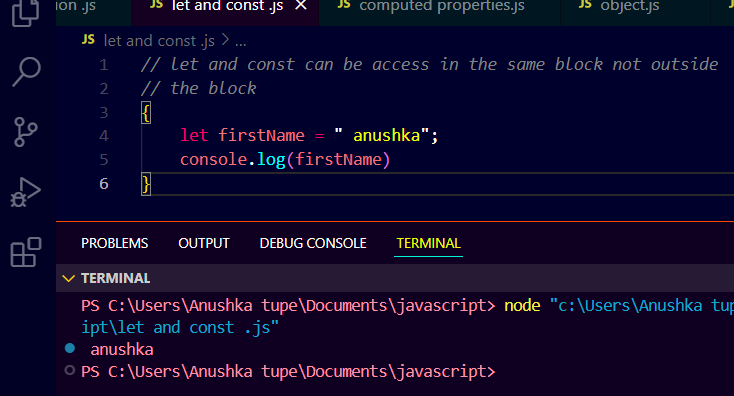 ion .js JS let and const .js × JS computed properties.js JS object.js
JS let and const .js > ...
1 // let and const can be access in the same block not outside
2 // the block
3 {
4 let firstName = " anushka";
5 console.log(firstName)
6 }
PROBLEMS OUTPUT DEBUG CONSOLE TERMINAL
TERMINAL
PS C:\Users\Anushka tupe\Documents\javascript> node "c:\Users\Anushka tup
ipt\let and const .js"
anushka
PS C:\Users\Anushka tupe\Documents\javascript>